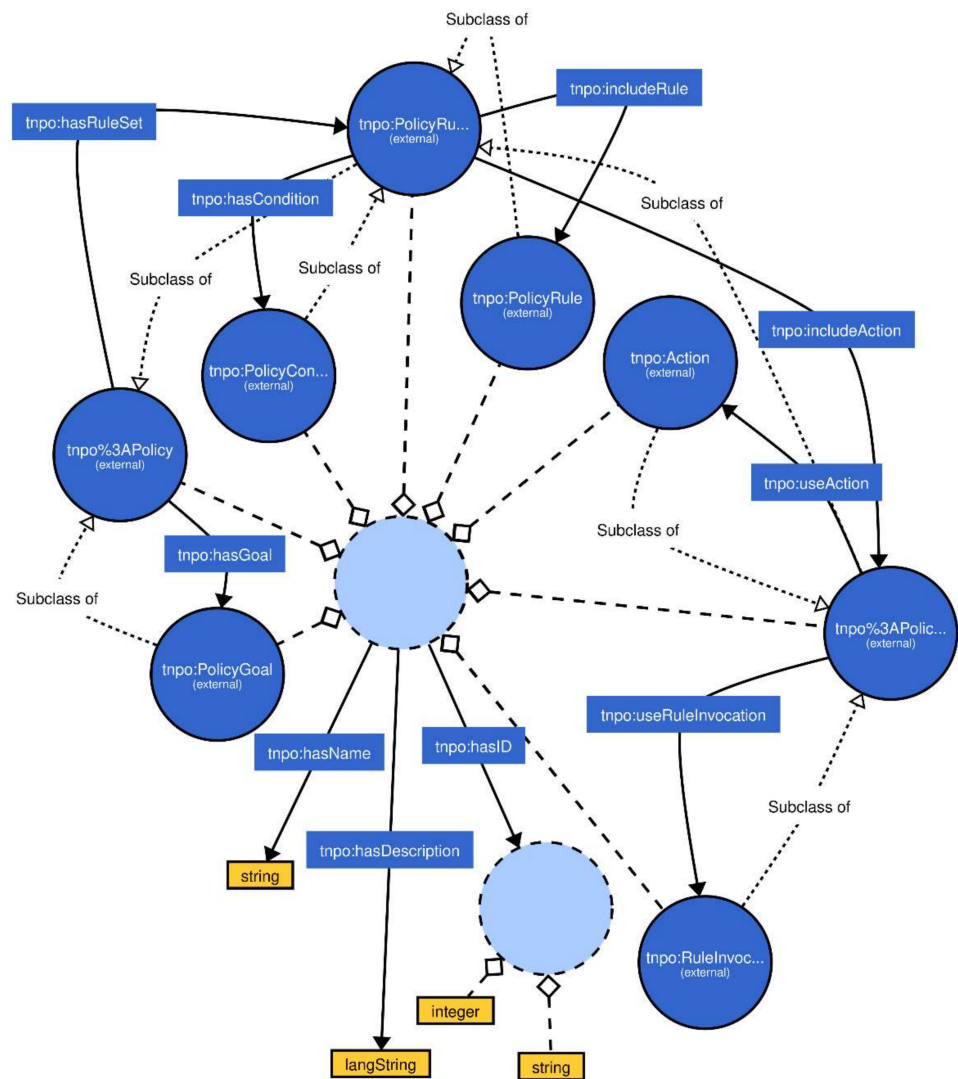 Subclass of
tnpo:includeRule
tnpo:hasRuleSet
tnpo:PolicyRu...
(external)
tnpo:hasCondition
Subclass of
Subclass of
Subclass of
tnpo:PolicyRule
(external)
tnpo:includeAction
tnpo:Action
(external)
tnpo:PolicyCon...
(external)
tnpo%3APolicy
(external)
tnpo:useAction
Subclass of
tnpo:hasGoal
Subclass of
tnpo%3APolic...
(external)
tnpo:PolicyGoal
(external)
tnpo:useRuleInvocation
tnpo:hasName
tnpo:hasID
Subclass of
tnpo:hasDescription
string
tnpo:RuleInvoc...
(external)
integer
langString
string